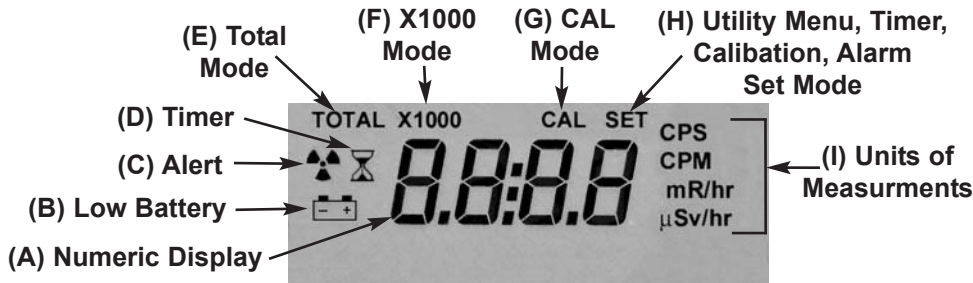 (E) Total
Mode
(F) X1000
Mode
(G) CAL
Mode
(H) Utility Menu, Timer,
Calibation, Alarm
Set Mode
(D) Timer
(C) Alert
(B) Low Battery
(A) Numeric Display
TOTAL X1000 CAL SET
8.8:8.8
- +
CPS
CPM
mR/hr
μSv/hr
(I) Units of
Measurments